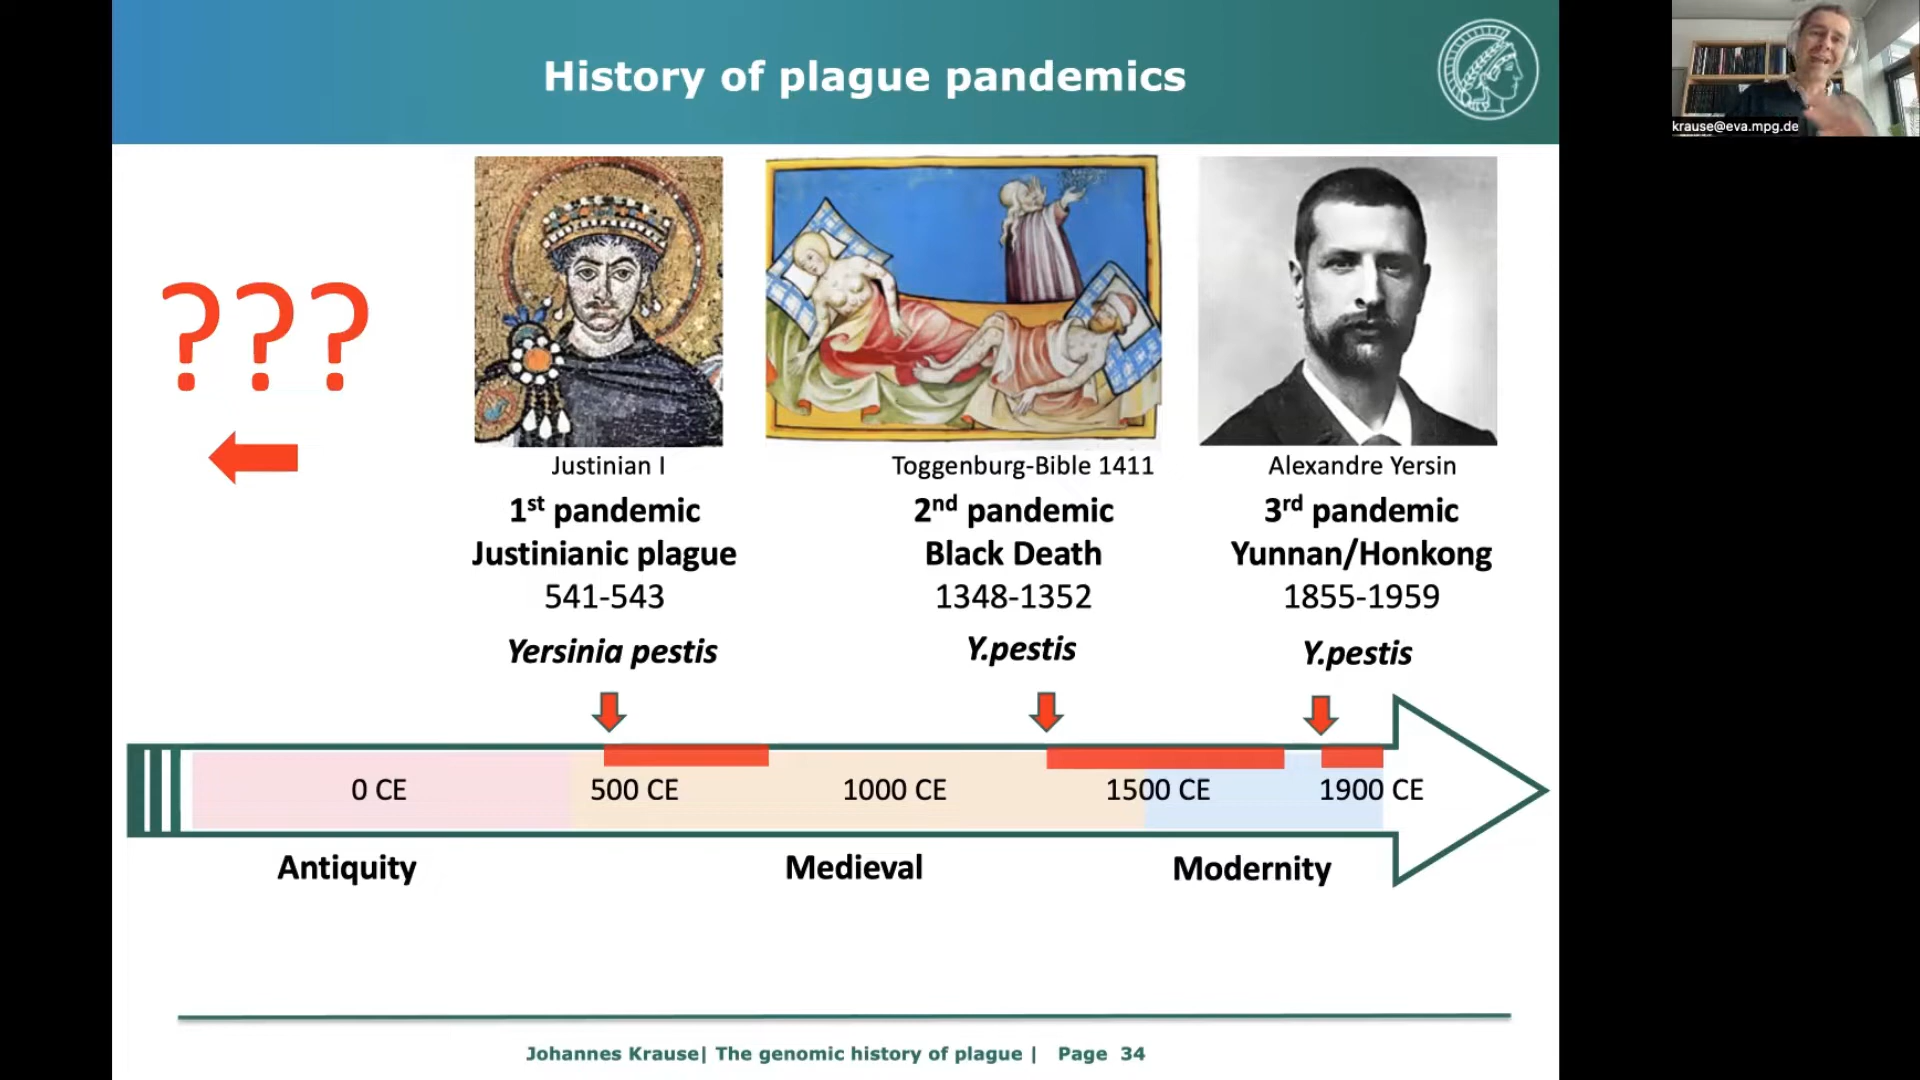 History of plague pandemics
krause@eva.mpg.de
???
Justinian I
1st pandemic
Justinianic plague
541-543
Yersinia pestis
Toggenburg-Bible 1411
2nd pandemic
Black Death
1348-1352
Y.pestis
Alexandre Yersin
3rd pandemic
Yunnan/Honkong
1855-1959
Y.pestis
0 CE 500 CE 1000 CE 1500 CE 1900 CE
Antiquity Medieval Modernity
Johannes Krause| The genomic history of plague | Page 34